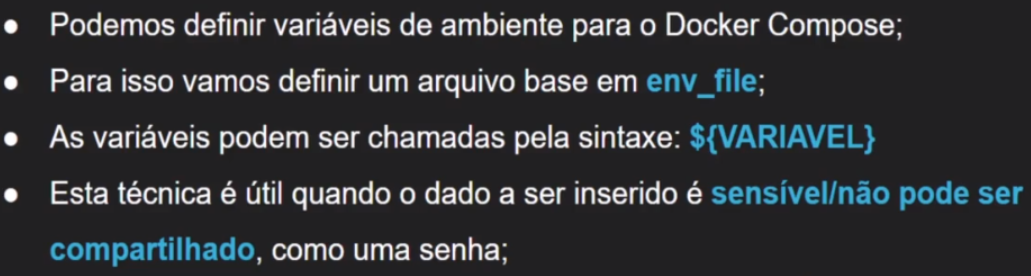 ● Podemos definir variáveis de ambiente para o Docker Compose;
● Para isso vamos definir um arquivo base em env_file;
● As variáveis podem ser chamadas pela sintaxe: ${VARIAVEL}
● Esta técnica é útil quando o dado a ser inserido é sensível/não pode ser
compartilhado, como uma senha;